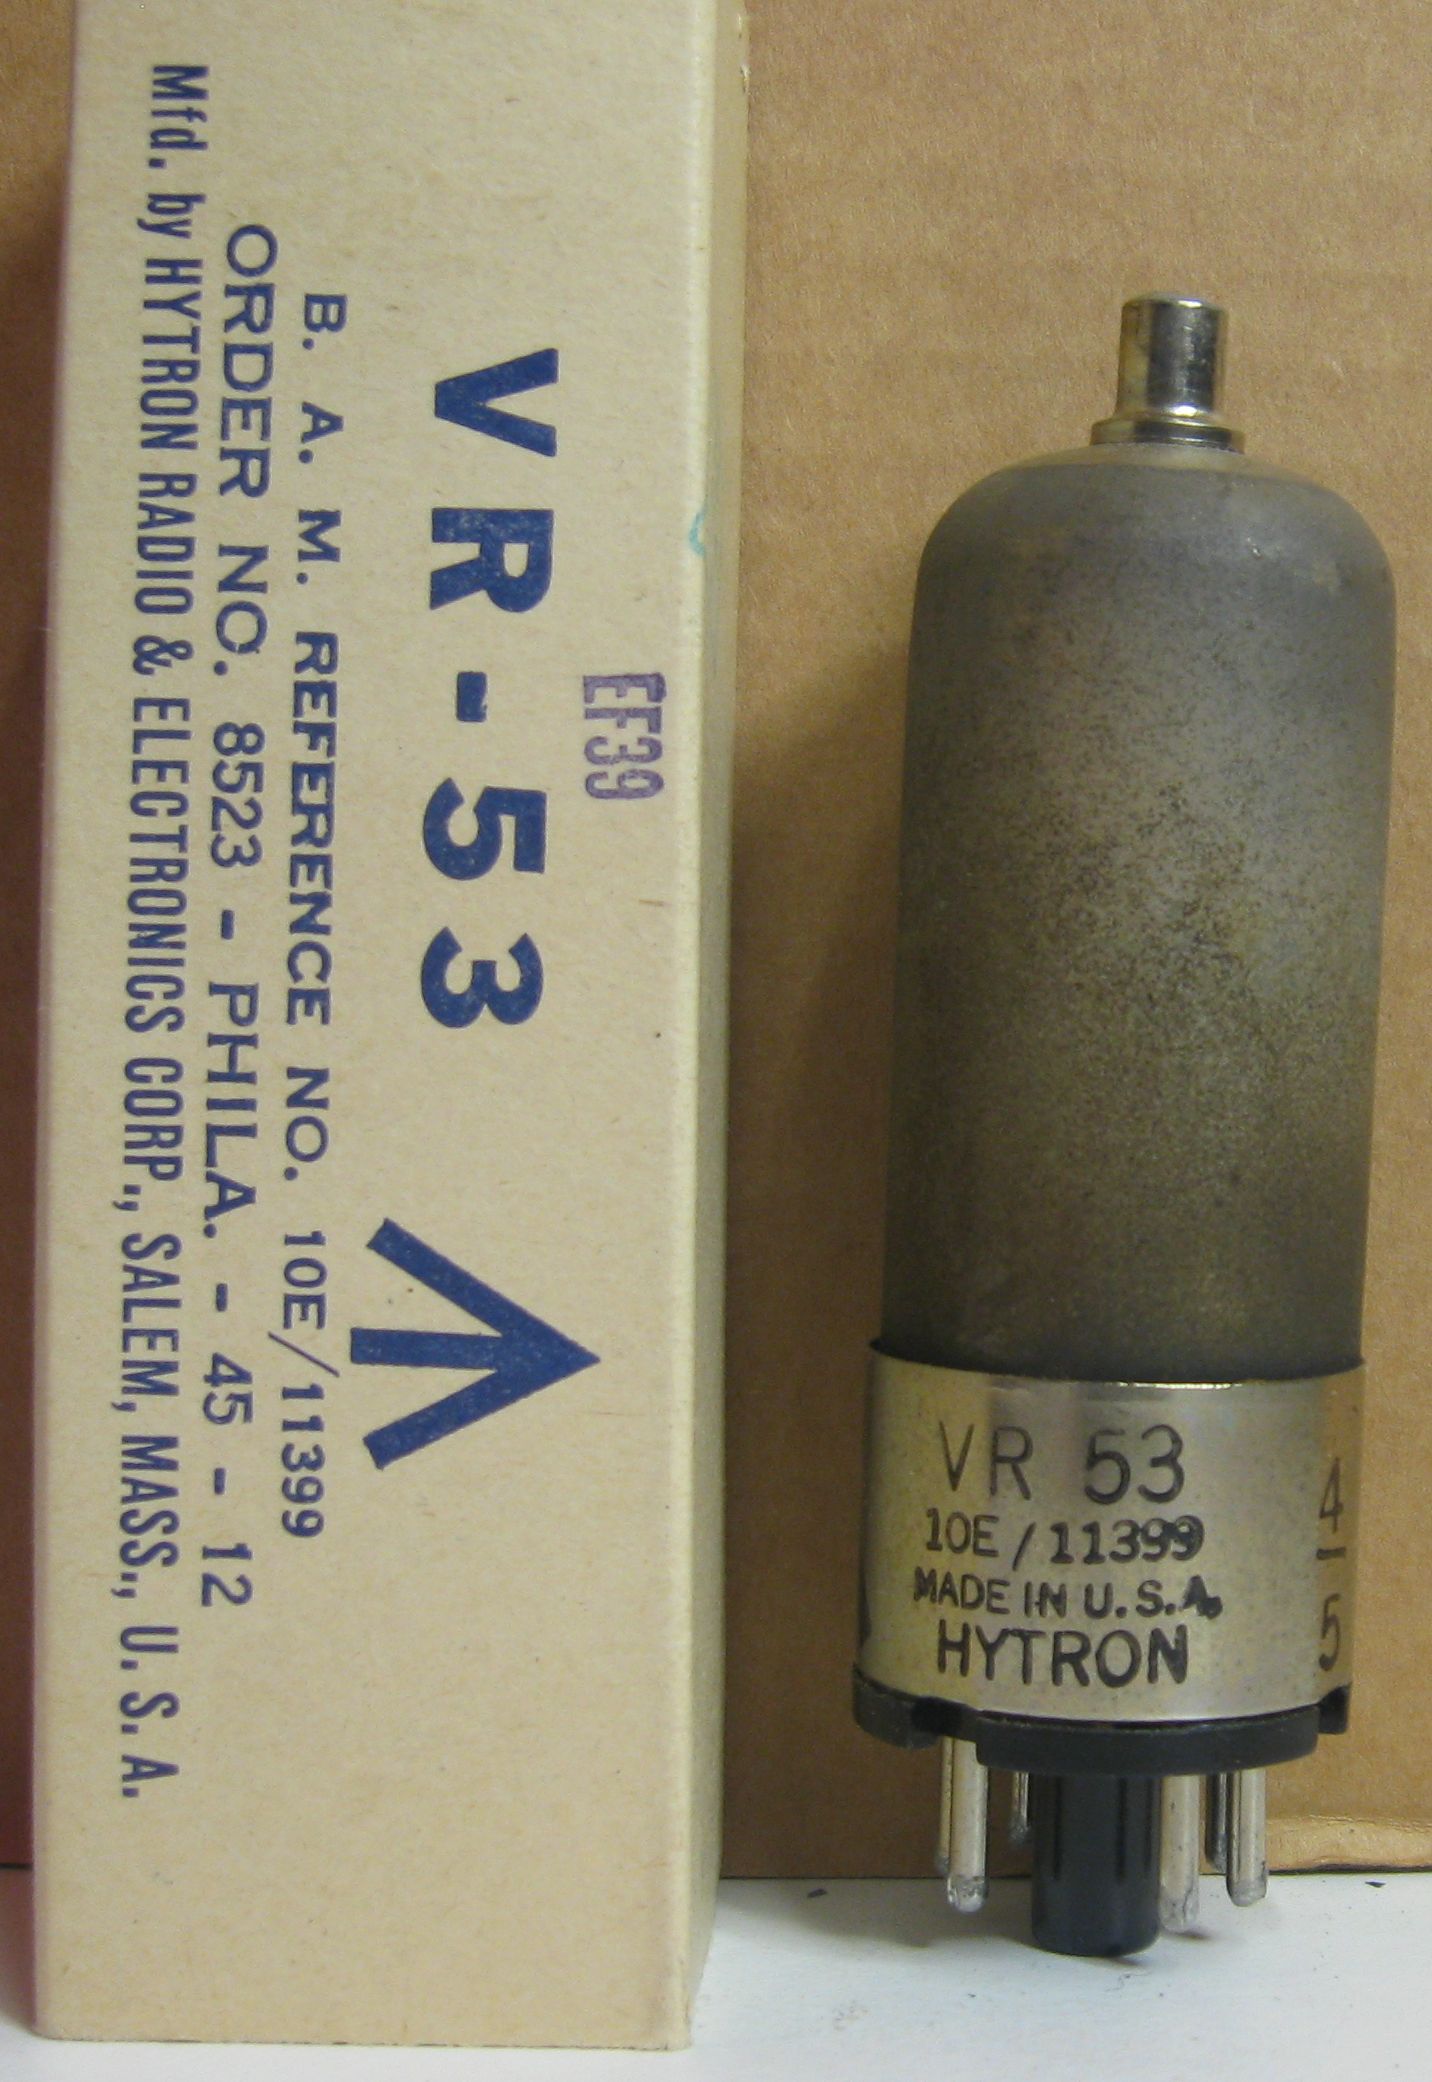 EF39
VR-53
B. A. M. REFERENCE NO. 10E/11399
ORDER NO. 8523 - PHILA. - 45 - 12
Mfd. by HYTRON RADIO & ELECTRONICS CORP., SALEM, MASS., U. S. A.
VR 53
10E/11399
MADE IN U.S.A.
HYTRON
4-5